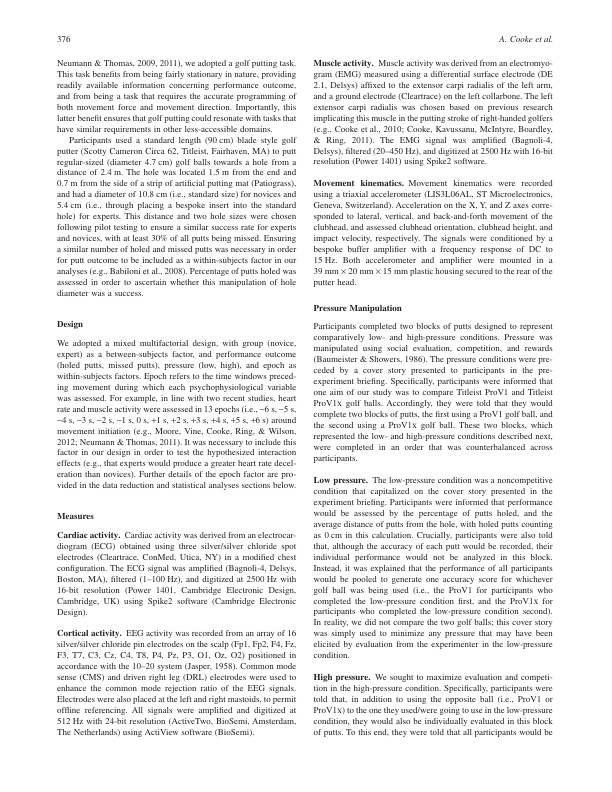 376
A. Cooke et al.
Neumann & Thomas, 2009, 2011), we adopted a golf putting task.
This task benefits from being fairly stationary in nature, providing
readily available information concerning performance outcome,
and from being a task that requires the accurate programming of
both movement force and movement direction. Importantly, this
latter benefit ensures that golf putting could resonate with tasks that
have similar requirements in other less-accessible domains.
Participants used a standard length (90 cm) blade style golf
putter (Scotty Cameron Circa 62, Titleist, Fairhaven, MA) to putt
regular-sized (diameter 4.7 cm) golf balls towards a hole from a
distance of 2.4 m. The hole was located 1.5 m from the end and
0.7 m from the side of a strip of artificial putting mat (Patiograss),
and had a diameter of 10.8 cm (i.e., standard size) for novices and
5.4 cm (i.e., through placing a bespoke insert into the standard
hole) for experts. This distance and two hole sizes were chosen
following pilot testing to ensure a similar success rate for experts
and novices, with at least 30% of all putts being missed. Ensuring
a similar number of holed and missed putts was necessary in order
for putt outcome to be included as a within-subjects factor in our
analyses (e.g., Babiloni et al., 2008). Percentage of putts holed was
assessed in order to ascertain whether this manipulation of hole
diameter was a success.
Design
We adopted a mixed multifactorial design, with group (novice,
expert) as a between-subjects factor, and performance outcome
(holed putts, missed putts), pressure (low, high), and epoch as
within-subjects factors. Epoch refers to the time windows preced-
ing movement during which each psychophysiological variable
was assessed. For example, in line with two recent studies, heart
rate and muscle activity were assessed in 13 epochs (i.e., −6 s, −5 s,
−4 s, −3 s, −2 s, −1 s, 0 s, +1 s, +2 s, +3 s, +4 s, +5 s, +6 s) around
movement initiation (e.g., Moore, Vine, Cooke, Ring, & Wilson,
2012; Neumann & Thomas, 2011). It was necessary to include this
factor in our design in order to test the hypothesized interaction
effects (e.g., that experts would produce a greater heart rate decel-
eration than novices). Further details of the epoch factor are pro-
vided in the data reduction and statistical analyses sections below.
Measures
Cardiac activity. Cardiac activity was derived from an electrocar-
diogram (ECG) obtained using three silver/silver chloride spot
electrodes (Cleartrace, ConMed, Utica, NY) in a modified chest
configuration. The ECG signal was amplified (Bagnoli-4, Delsys,
Boston, MA), filtered (1–100 Hz), and digitized at 2500 Hz with
16-bit resolution (Power 1401, Cambridge Electronic Design,
Cambridge, UK) using Spike2 software (Cambridge Electronic
Design).
Cortical activity. EEG activity was recorded from an array of 16
silver/silver chloride pin electrodes on the scalp (Fp1, Fp2, F4, Fz,
F3, T7, C3, Cz, C4, T8, P4, Pz, P3, O1, Oz, O2) positioned in
accordance with the 10–20 system (Jasper, 1958). Common mode
sense (CMS) and driven right leg (DRL) electrodes were used to
enhance the common mode rejection ratio of the EEG signals.
Electrodes were also placed at the left and right mastoids, to permit
offline referencing. All signals were amplified and digitized at
512 Hz with 24-bit resolution (ActiveTwo, BioSemi, Amsterdam,
The Netherlands) using ActiView software (BioSemi).
Muscle activity. Muscle activity was derived from an electromyo-
gram (EMG) measured using a differential surface electrode (DE
2.1, Delsys) affixed to the extensor carpi radialis of the left arm,
and a ground electrode (Cleartrace) on the left collarbone. The left
extensor carpi radialis was chosen based on previous research
implicating this muscle in the putting stroke of right-handed golfers
(e.g., Cooke et al., 2010; Cooke, Kavussanu, McIntyre, Boardley,
& Ring, 2011). The EMG signal was amplified (Bagnoli-4,
Delsys), filtered (20–450 Hz), and digitized at 2500 Hz with 16-bit
resolution (Power 1401) using Spike2 software.
Movement kinematics. Movement kinematics were recorded
using a triaxial accelerometer (LIS3L06AL, ST Microelectronics,
Geneva, Switzerland). Acceleration on the X, Y, and Z axes corre-
sponded to lateral, vertical, and back-and-forth movement of the
clubhead, and assessed clubhead orientation, clubhead height, and
impact velocity, respectively. The signals were conditioned by a
bespoke buffer amplifier with a frequency response of DC to
15 Hz. Both accelerometer and amplifier were mounted in a
39 mm × 20 mm × 15 mm plastic housing secured to the rear of the
putter head.
Pressure Manipulation
Participants completed two blocks of putts designed to represent
comparatively low- and high-pressure conditions. Pressure was
manipulated using social evaluation, competition, and rewards
(Baumeister & Showers, 1986). The pressure conditions were pre-
ceded by a cover story presented to participants in the pre-
experiment briefing. Specifically, participants were informed that
one aim of our study was to compare Titleist ProV1 and Titleist
ProV1x golf balls. Accordingly, they were told that they would
complete two blocks of putts, the first using a ProV1 golf ball, and
the second using a ProV1x golf ball. These two blocks, which
represented the low- and high-pressure conditions described next,
were completed in an order that was counterbalanced across
participants.
Low pressure. The low-pressure condition was a noncompetitive
condition that capitalized on the cover story presented in the
experiment briefing. Participants were informed that performance
would be assessed by the percentage of putts holed, and the
average distance of putts from the hole, with holed putts counting
as 0 cm in this calculation. Crucially, participants were also told
that, although the accuracy of each putt would be recorded, their
individual performance would not be analyzed in this block.
Instead, it was explained that the performance of all participants
would be pooled to generate one accuracy score for whichever
golf ball was being used (i.e., the ProV1 for participants who
completed the low-pressure condition first, and the ProV1x for
participants who completed the low-pressure condition second).
In reality, we did not compare the two golf balls; this cover story
was simply used to minimize any pressure that may have been
elicited by evaluation from the experimenter in the low-pressure
condition.
High pressure. We sought to maximize evaluation and competi-
tion in the high-pressure condition. Specifically, participants were
told that, in addition to using the opposite ball (i.e., ProV1 or
ProV1x) to the one they used/were going to use in the low-pressure
condition, they would also be individually evaluated in this block
of putts. To this end, they were told that all participants would be